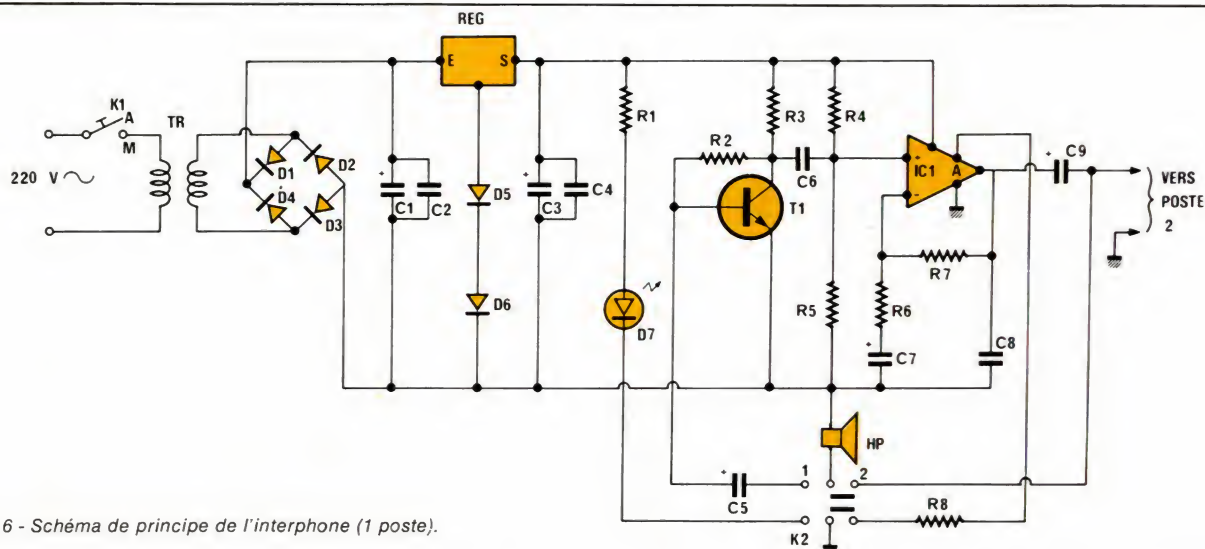 REG
E
S
K1
A
M
TR
220 V
D1
D2
D4
D3
+
C1
C2
D5
D6
+
C3
C4
R1
D7
R2
R3
R4
C6
T1
R5
+
-
IC1
A
R7
R6
+
C7
C8
+
C9
VERS
POSTE
2
HP
1
2
+
C5
K2
R8
6 - Schéma de principe de l'interphone (1 poste).